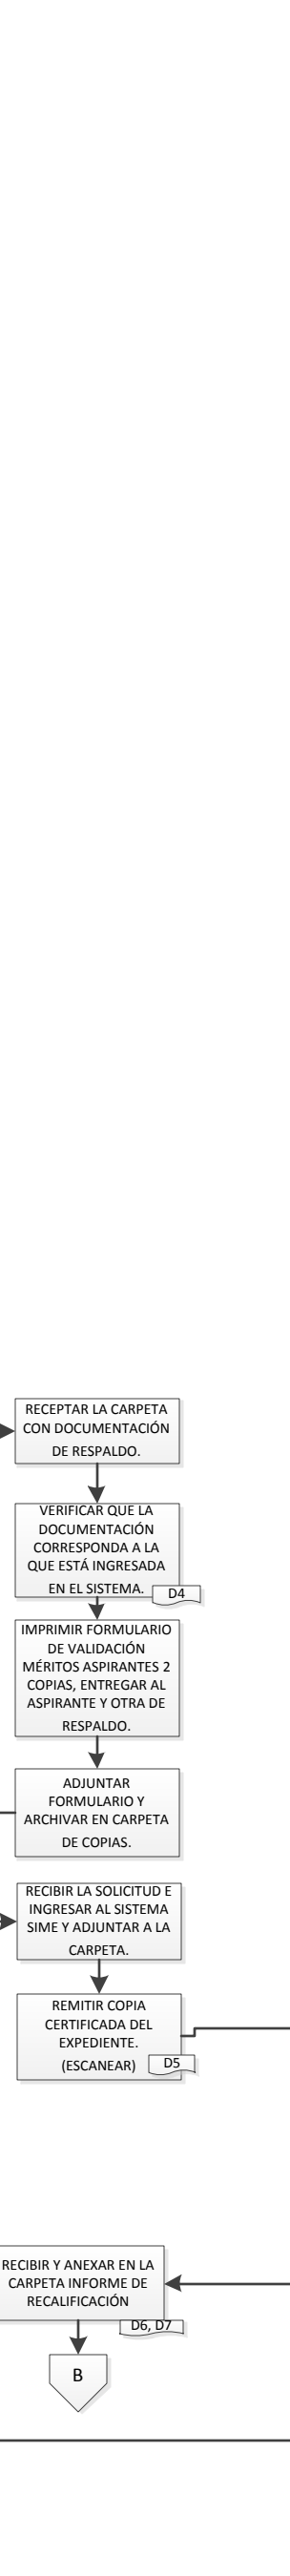 RECEPTAR LA CARPETA
CON DOCUMENTACIÓN
DE RESPALDO.
VERIFICAR QUE LA
DOCUMENTACIÓN
CORRESPONDA A LA
QUE ESTÁ INGRESADA
EN EL SISTEMA.
D4
IMPRIMIR FORMULARIO
DE VALIDACIÓN
MÉRITOS ASPIRANTES 2
COPIAS, ENTREGAR AL
ASPIRANTE Y OTRA DE
RESPALDO.
ADJUNTAR
FORMULARIO Y
ARCHIVAR EN CARPETA
DE COPIAS.
RECIBIR LA SOLICITUD E
INGRESAR AL SISTEMA
SIME Y ADJUNTAR A LA
CARPETA.
REMITIR COPIA
CERTIFICADA DEL
EXPEDIENTE.
(ESCANEAR)
D5
RECIBIR Y ANEXAR EN LA
CARPETA INFORME DE
RECALIFICACIÓN
D6, D7
B